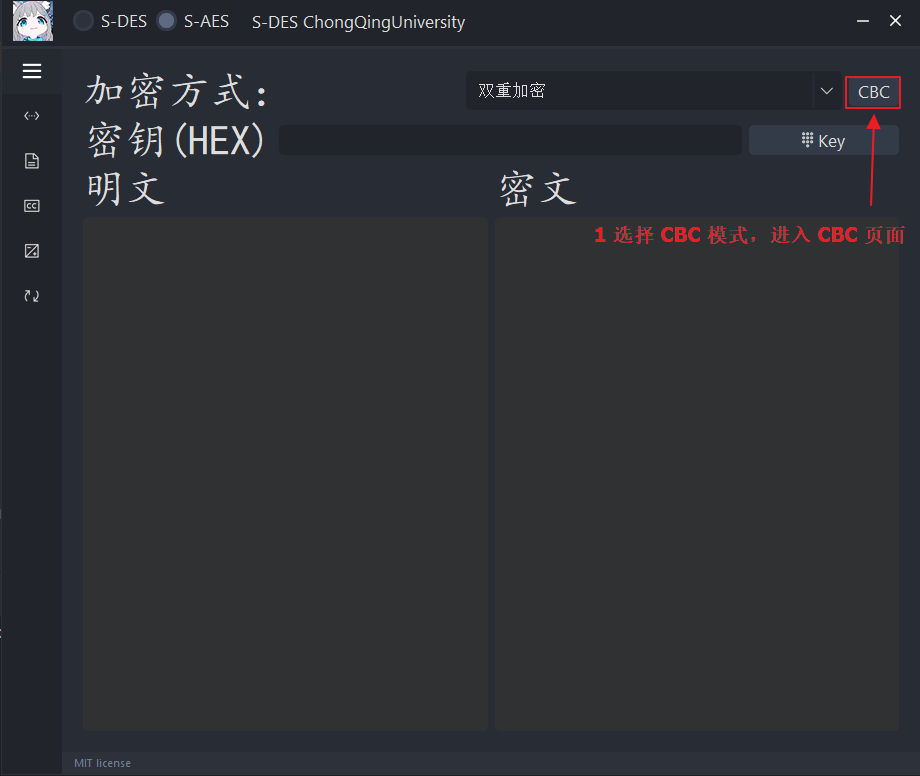 S-DES S-AES S-DES ChongQingUniversity
加密方式: 双重加密 CBC
密钥(HEX) Key
明文 密文
1 选择 CBC 模式，进入 CBC 页面
CC
MIT license